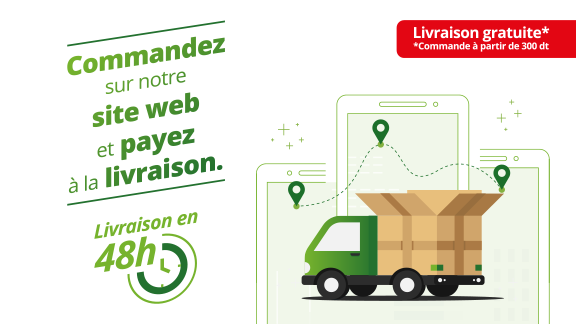 Commandez
sur notre
site web
et payez
à la livraison.
Livraison en
48h
Livraison gratuite*
*Commande à partir de 300 dt